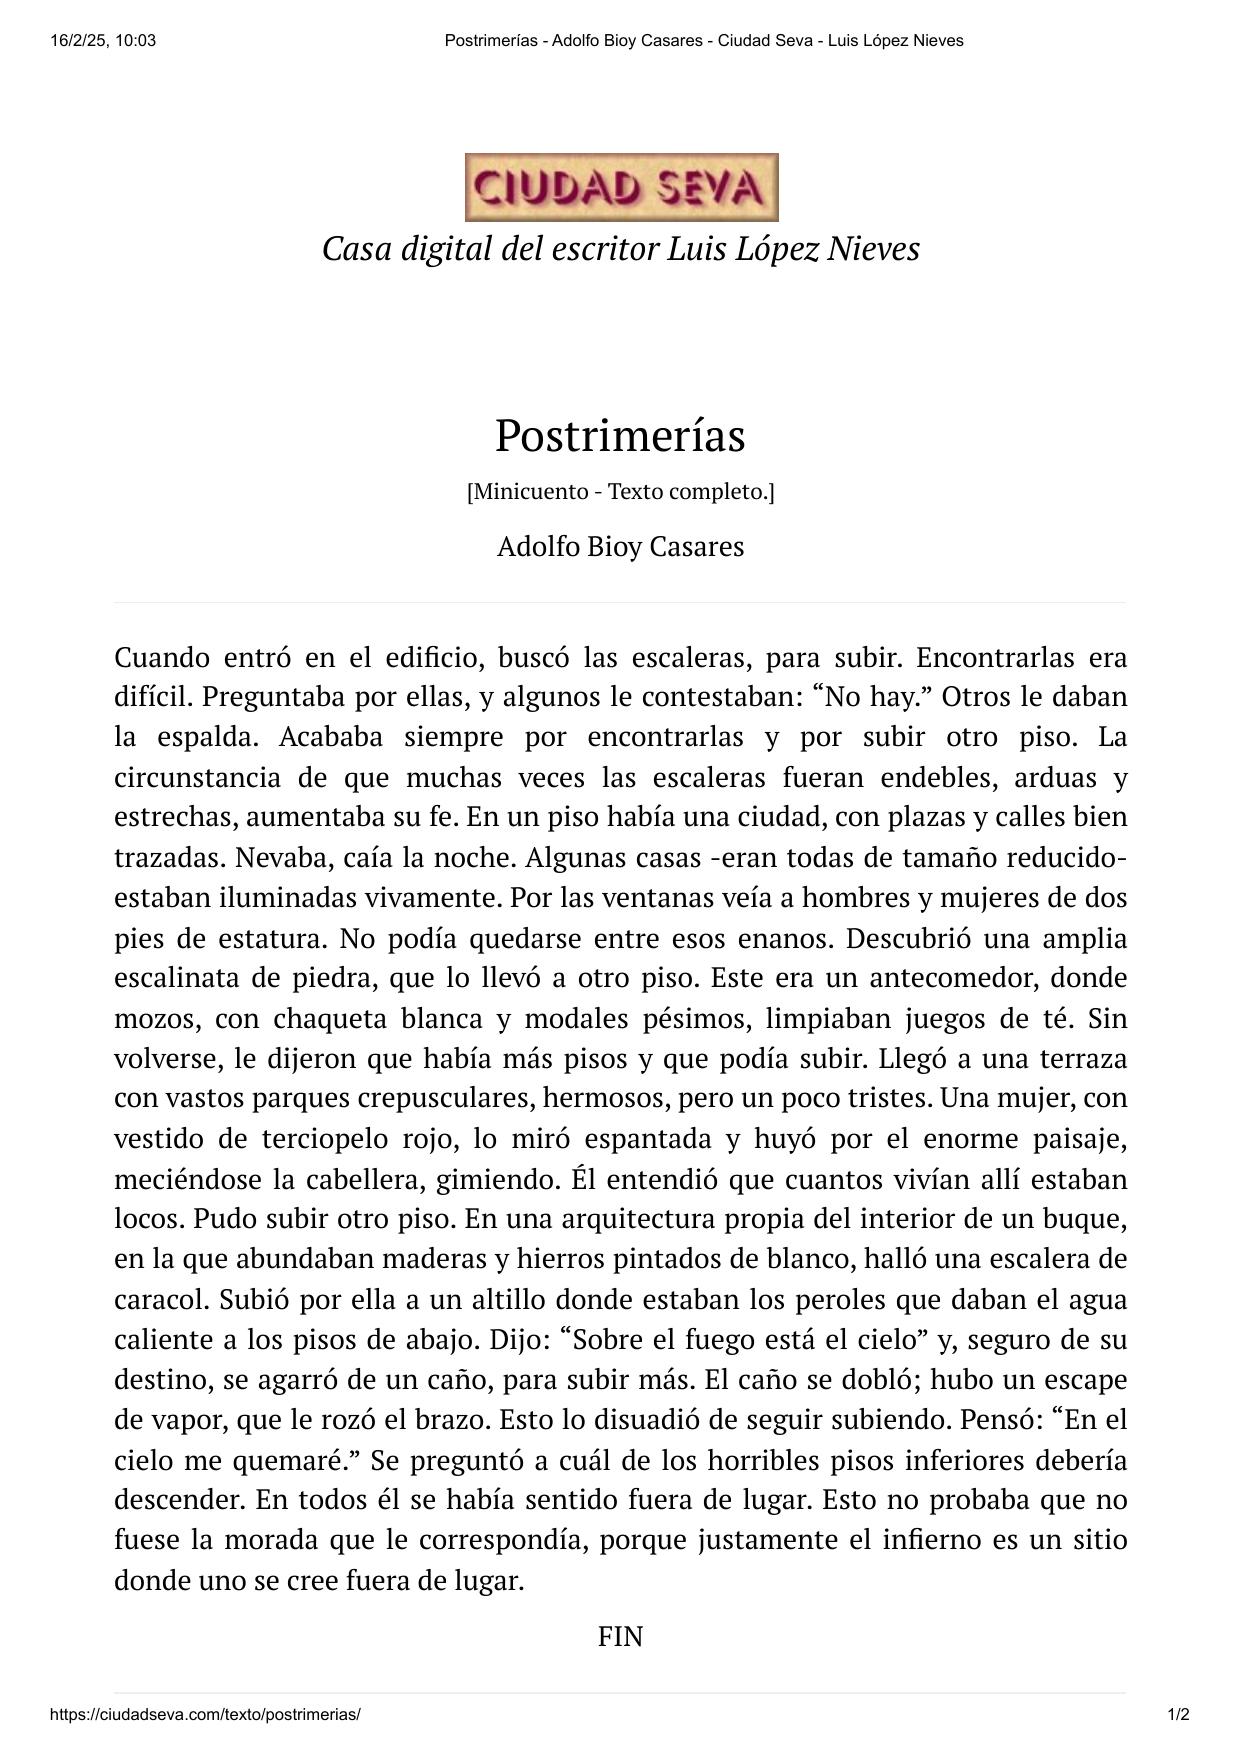 16/2/25, 10:03
Postrimerías - Adolfo Bioy Casares - Ciudad Seva - Luis López Nieves
CIUDAD SEVA
Casa digital del escritor Luis López Nieves
Postrimerías
[Minicuento - Texto completo.]
Adolfo Bioy Casares
Cuando entró en el edificio, buscó las escaleras, para subir. Encontrarlas era
difícil. Preguntaba por ellas, y algunos le contestaban: “No hay.” Otros le daban
la espalda. Acababa siempre por encontrarlas y por subir otro piso. La
circunstancia de que muchas veces las escaleras fueran endebles, arduas y
estrechas, aumentaba su fe. En un piso había una ciudad, con plazas y calles bien
trazadas. Nevaba, caía la noche. Algunas casas -eran todas de tamaño reducido-
estaban iluminadas vivamente. Por las ventanas veía a hombres y mujeres de dos
pies de estatura. No podía quedarse entre esos enanos. Descubrió una amplia
escalinata de piedra, que lo llevó a otro piso. Este era un antecomedor, donde
mozos, con chaqueta blanca y modales pésimos, limpiaban juegos de té. Sin
volverse, le dijeron que había más pisos y que podía subir. Llegó a una terraza
con vastos parques crepusculares, hermosos, pero un poco tristes. Una mujer, con
vestido de terciopelo rojo, lo miró espantada y huyó por el enorme paisaje,
meciéndose la cabellera, gimiendo. Él entendió que cuantos vivían allí estaban
locos. Pudo subir otro piso. En una arquitectura propia del interior de un buque,
en la que abundaban maderas y hierros pintados de blanco, halló una escalera de
caracol. Subió por ella a un altillo donde estaban los peroles que daban el agua
caliente a los pisos de abajo. Dijo: “Sobre el fuego está el cielo” y, seguro de su
destino, se agarró de un caño, para subir más. El caño se dobló; hubo un escape
de vapor, que le rozó el brazo. Esto lo disuadió de seguir subiendo. Pensó: “En el
cielo me quemaré.” Se preguntó a cuál de los horribles pisos inferiores debería
descender. En todos él se había sentido fuera de lugar. Esto no probaba que no
fuese la morada que le correspondía, porque justamente el infierno es un sitio
donde uno se cree fuera de lugar.
FIN
https://ciudadseva.com/texto/postrimerias/
1/2